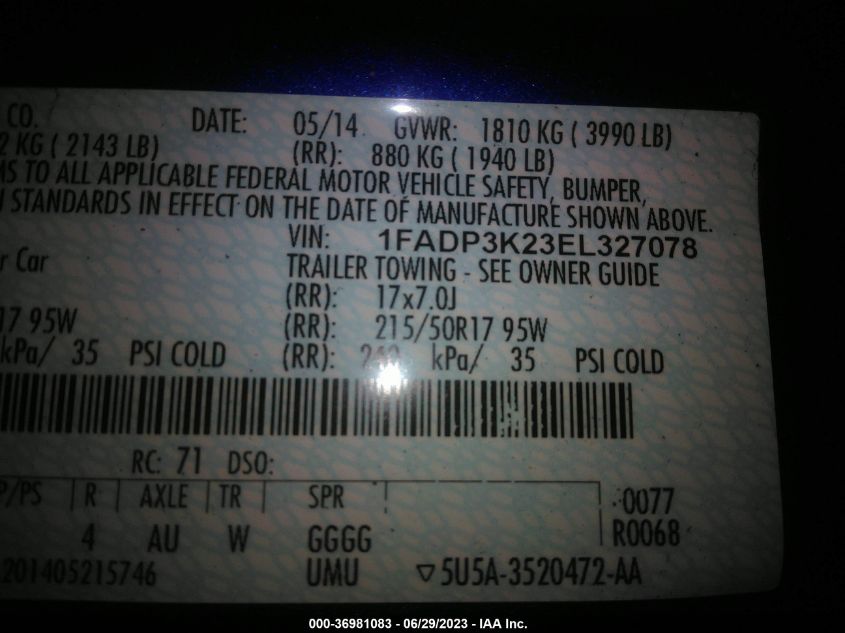 CO. DATE: 05/14 GVWR: 1810 KG ( 3990 LB)
2 KG ( 2143 LB) (RR): 880 KG ( 1940 LB)
MS TO ALL APPLICABLE FEDERAL MOTOR VEHICLE SAFETY, BUMPER,
STANDARDS IN EFFECT ON THE DATE OF MANUFACTURE SHOWN ABOVE.
VIN: 1FADP3K23EL327078
r Car TRAILER TOWING - SEE OWNER GUIDE
(RR): 17x7.0J
17 95W (RR): 215/50R17 95W
kPa/ 35 PSI COLD (RR): kPa/ 35 PSI COLD
RC: 71 DSO:
P/PS R AXLE TR SPR 0077
4 AU W GGGG R0068
201405215746 UMU ▽5U5A-3520472-AA
000-36981083 - 06/29/2023 - IAA Inc.